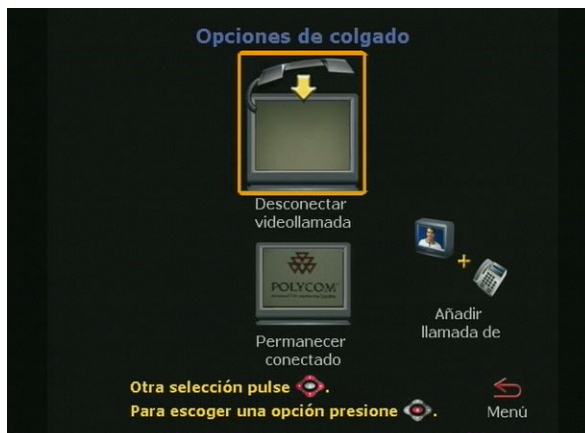 Opciones de colgado
Desconectar
videollamada
POLYCOM
Añadir
llamada de
Permanecer
conectado
Otra selección pulse
.
Para escoger una opción presione
.
Menú